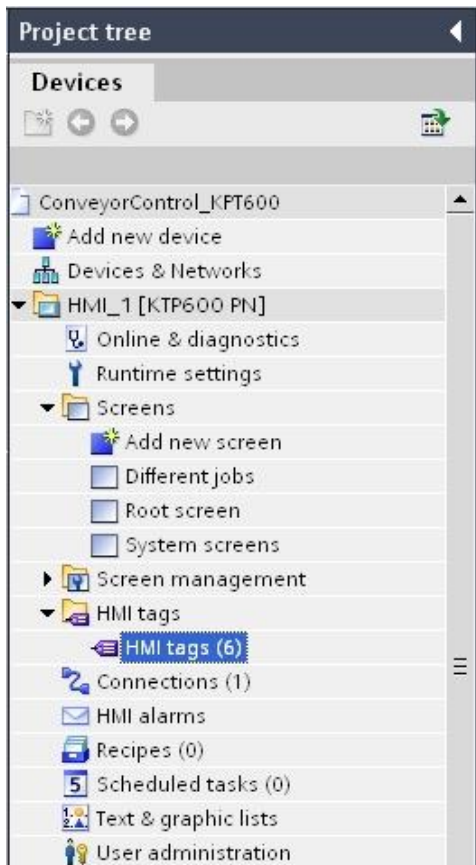 Project tree
Devices
ConveyorControl_KPT600
Add new device
Devices & Networks
HMI_1 [KTP600 PN]
Online & diagnostics
Runtime settings
Screens
Add new screen
Different jobs
Root screen
System screens
Screen management
HMI tags
HMI tags (6)
Connections (1)
HMI alarms
Recipes (0)
Scheduled tasks (0)
Text & graphic lists
User administration